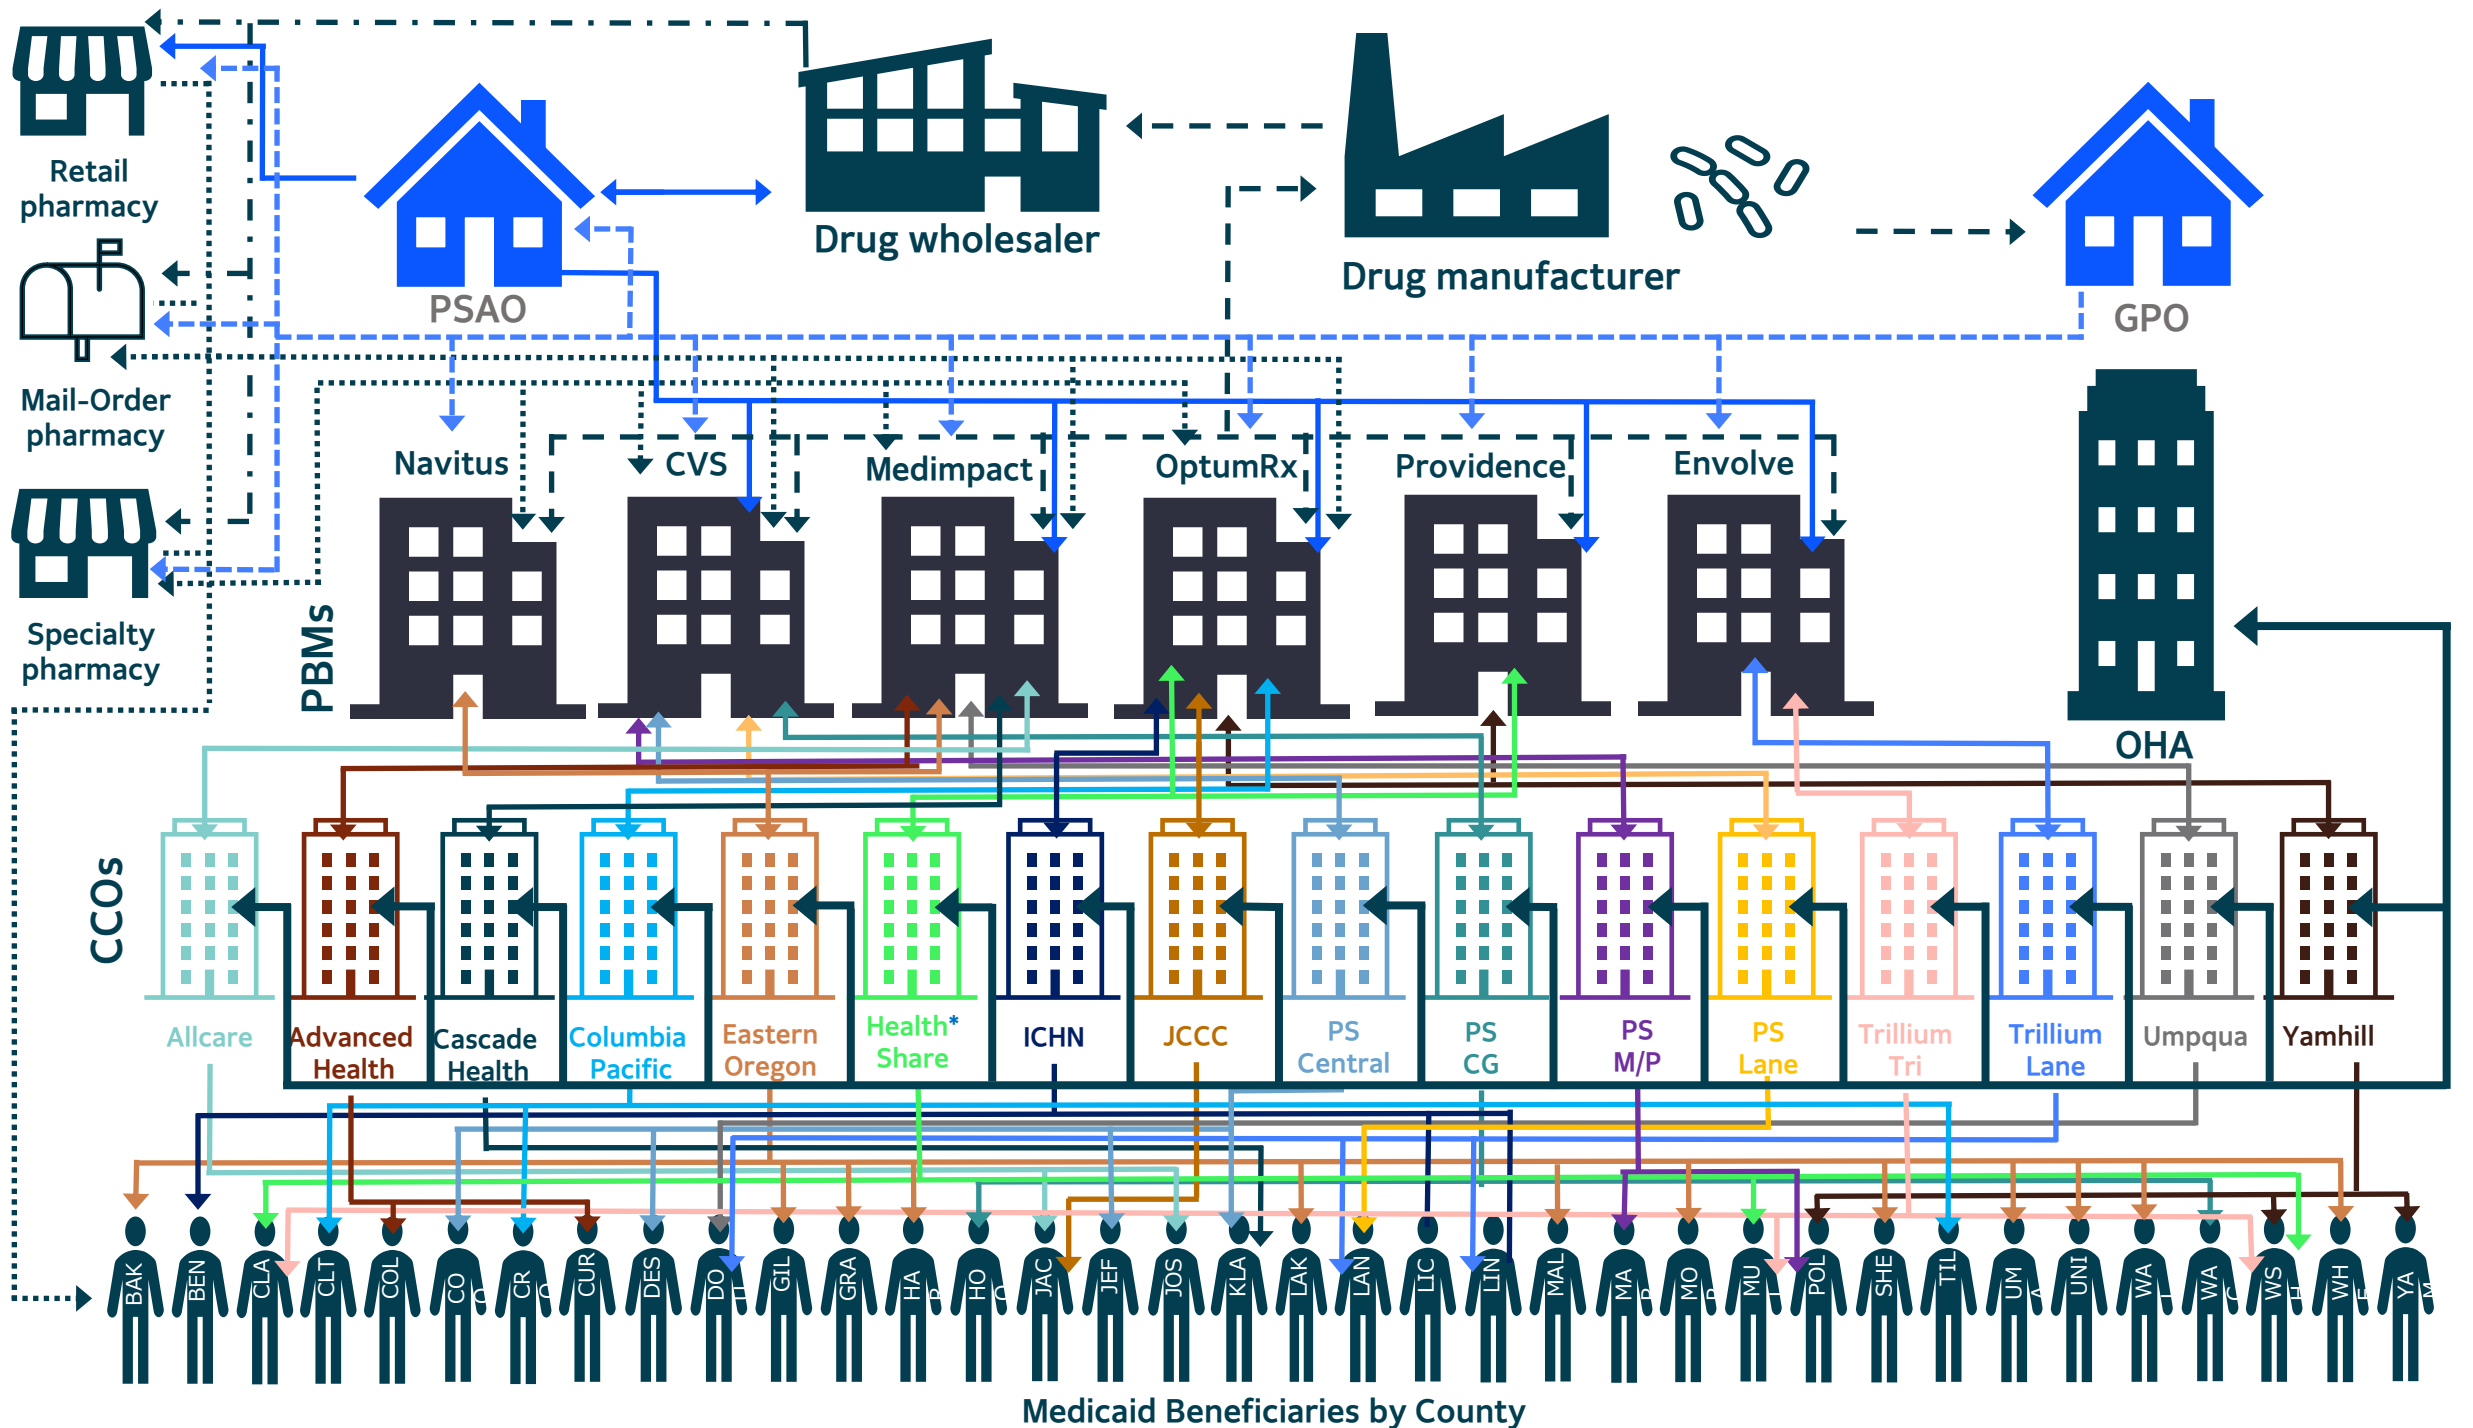 Retail
pharmacy
PSAO
Drug wholesaler
Drug manufacturer
GPO
Mail-Order
pharmacy
Specialty
pharmacy
PBMs
Navitus
CVS
Medimpact
OptumRx
Providence
Envolve
OHA
CCOs
Allcare
Advanced
Health
Cascade
Health
Columbia
Pacific
Eastern
Oregon
Health*
Share
ICHN
JCCC
PS
Central
PS
CG
PS
M/P
PS
Lane
Trillium
Tri
Trillium
Lane
Umpqua
Yamhill
BAK
BEN
CLA
CLT
COL
CO
CR
CUR
DES
DO
GIL
GRA
HA
HO
JAC
JEF
JOS
KLA
LAK
LAN
LIC
LIN
MAL
MA
MO
MU
POL
SHE
TIL
UM
UNI
WA
WA
WS
WH
YA
Medicaid Beneficiaries by County